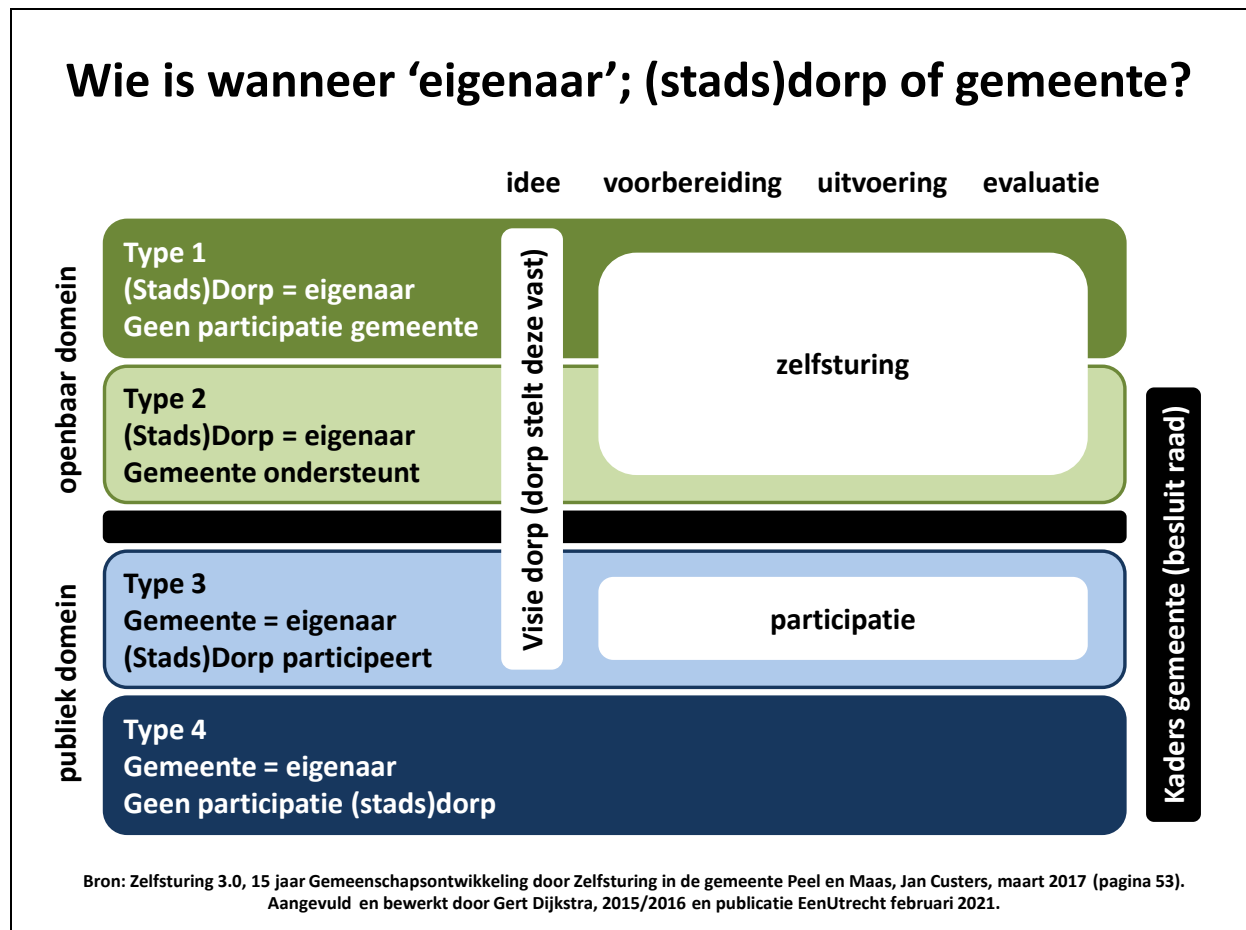 Wie is wanneer ‘eigenaar’; (stads)dorp of gemeente?
idee voorbereiding uitvoering evaluatie
openbaar domein
Type 1
(Stads)Dorp = eigenaar
Geen participatie gemeente
Type 2
(Stads)Dorp = eigenaar
Gemeente ondersteunt
Visie dorp (dorp stelt deze vast)
zelfsturing
publiek domein
Type 3
Gemeente = eigenaar
(Stads)Dorp participeert
participatie
Type 4
Gemeente = eigenaar
Geen participatie (stads)dorp
Kaders gemeente (besluit raad)
Bron: Zelfsturing 3.0, 15 jaar Gemeenschapsontwikkeling door Zelfsturing in de gemeente Peel en Maas, Jan Custers, maart 2017 (pagina 53).
Aangevuld en bewerkt door Gert Dijkstra, 2015/2016 en publicatie EenUtrecht februari 2021.